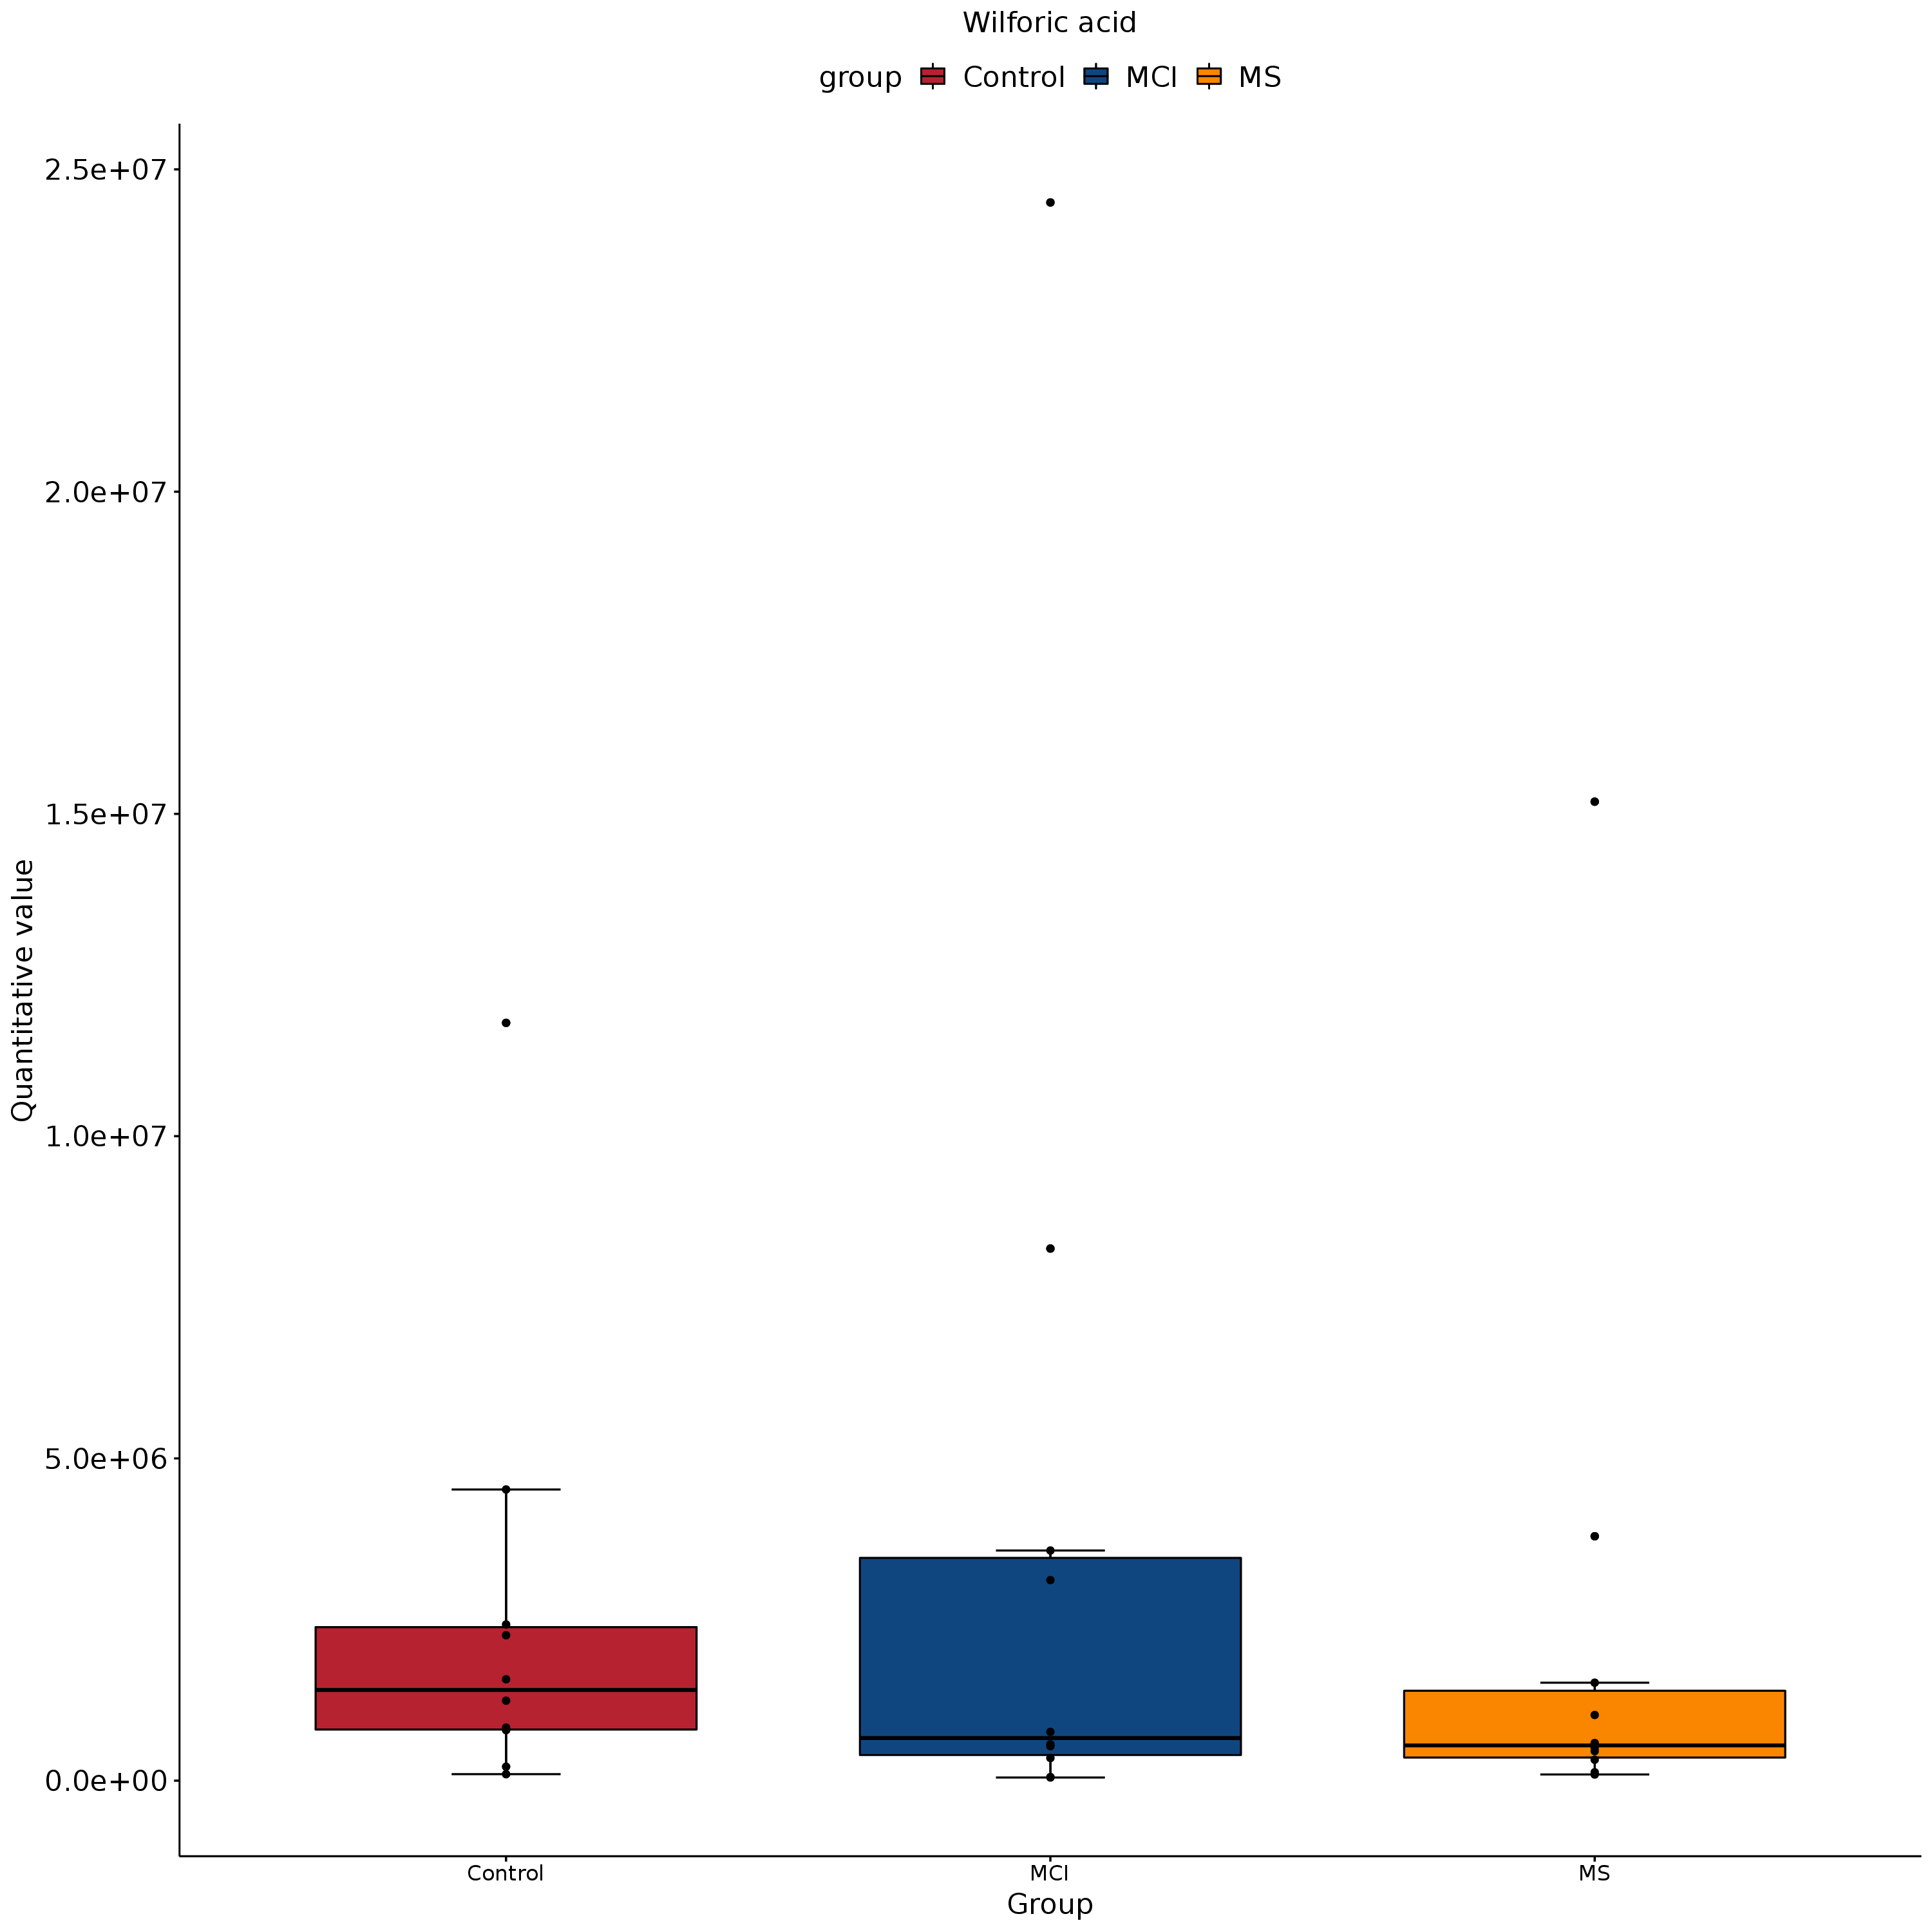 Wilforic acid
group Control MCI MS
2.5e+07
2.0e+07
1.5e+07
1.0e+07
5.0e+06
0.0e+00
Quantitative value
Control MCI MS
Group